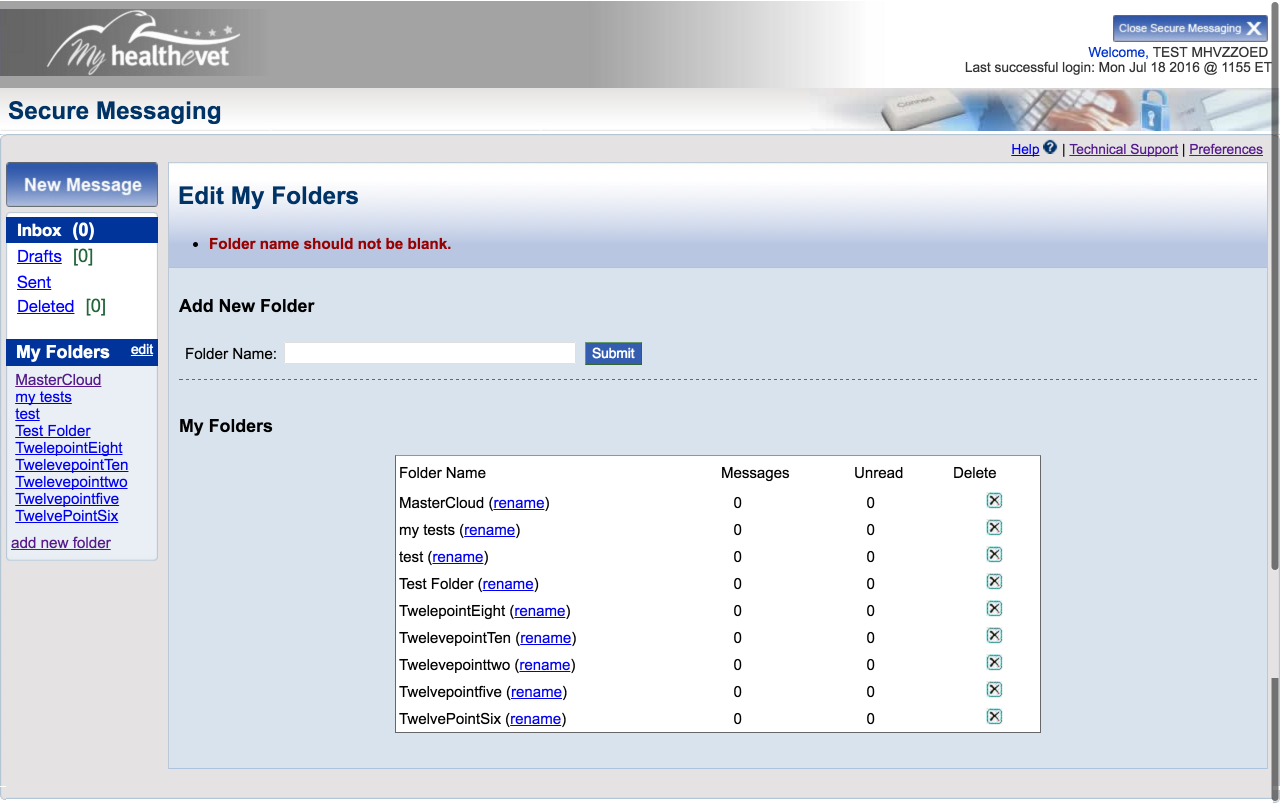 My healthevet
Close Secure Messaging X
Welcome, TEST MHVZZOED
Last successful login: Mon Jul 18 2016 @ 1155 ET
Secure Messaging
Connect
Help ? | Technical Support | Preferences
New Message
Inbox (0)
Drafts [0]
Sent
Deleted [0]
My Folders edit
MasterCloud
my tests
test
Test Folder
TwelepointEight
TwelevepointTen
Twelevepointtwo
Twelvepointfive
TwelvePointSix
add new folder
Edit My Folders
• Folder name should not be blank.
Add New Folder
Folder Name: Submit
My Folders
Folder Name Messages Unread Delete
MasterCloud (rename) 0 0
my tests (rename) 0 0
test (rename) 0 0
Test Folder (rename) 0 0
TwelepointEight (rename) 0 0
TwelevepointTen (rename) 0 0
Twelevepointtwo (rename) 0 0
Twelvepointfive (rename) 0 0
TwelvePointSix (rename) 0 0